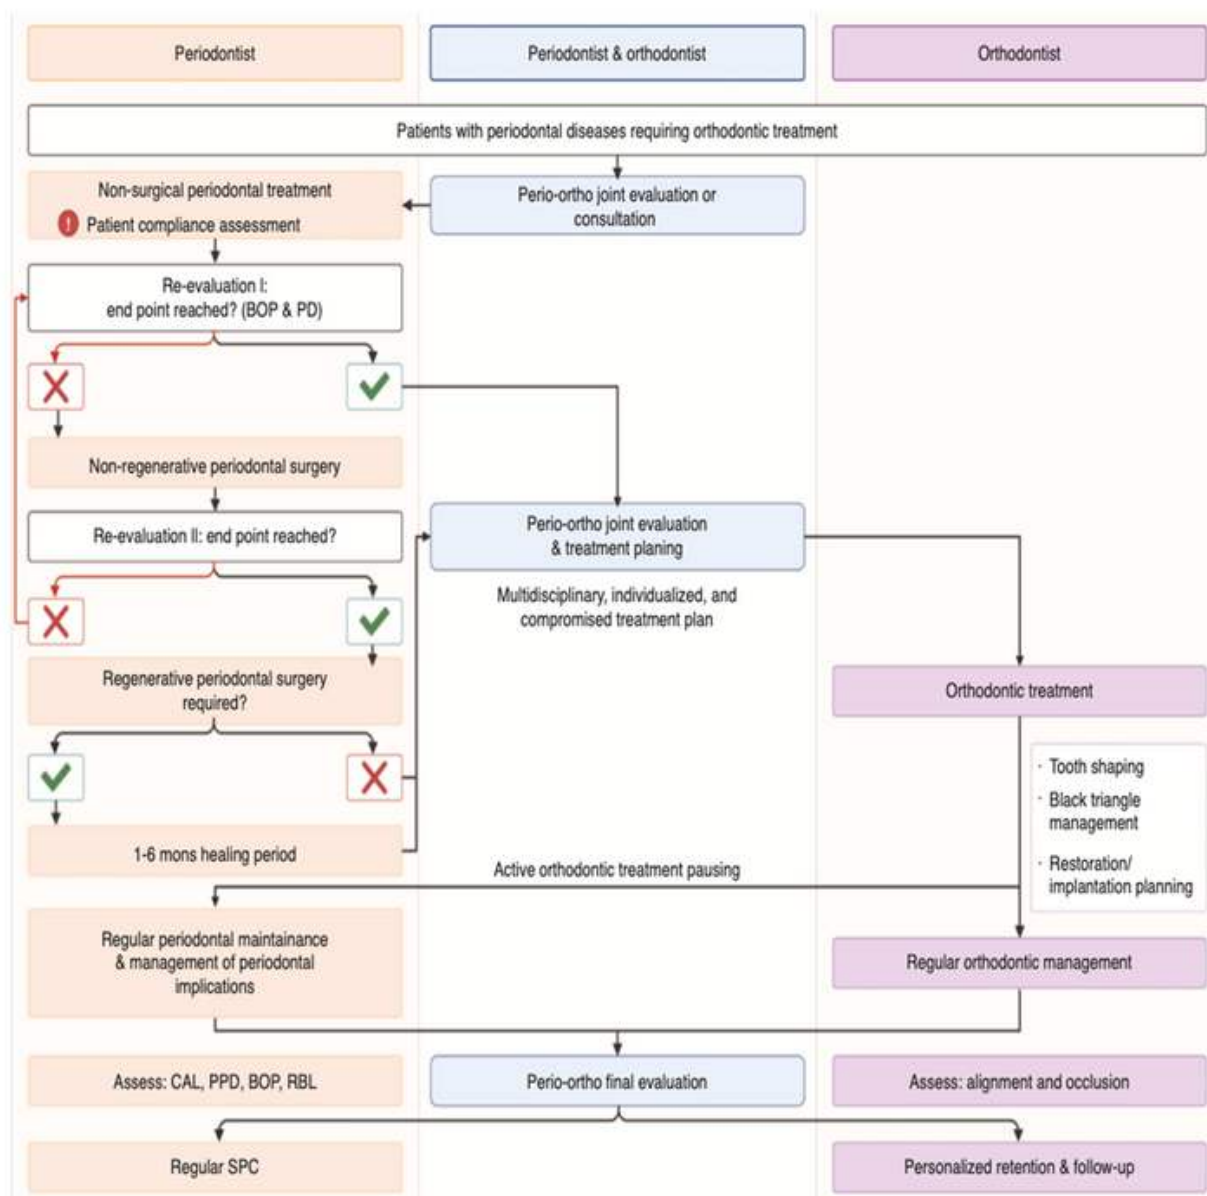 Periodontist
Periodontist & orthodontist
Orthodontist
Patients with periodontal diseases requiring orthodontic treatment
Non-surgical periodontal treatment
! Patient compliance assessment
Perio-ortho joint evaluation or
consultation
Re-evaluation I:
end point reached? (BOP & PD)
Non-regenerative periodontal surgery
Re-evaluation II: end point reached?
Perio-ortho joint evaluation
& treatment planing
Multidisciplinary, individualized, and
compromised treatment plan
Regenerative periodontal surgery
required?
Orthodontic treatment
· Tooth shaping
· Black triangle
management
· Restoration/
implantation planning
1-6 mons healing period
Active orthodontic treatment pausing
Regular periodontal maintainance
& management of periodontal
implications
Regular orthodontic management
Assess: CAL, PPD, BOP, RBL
Perio-ortho final evaluation
Assess: alignment and occlusion
Regular SPC
Personalized retention & follow-up